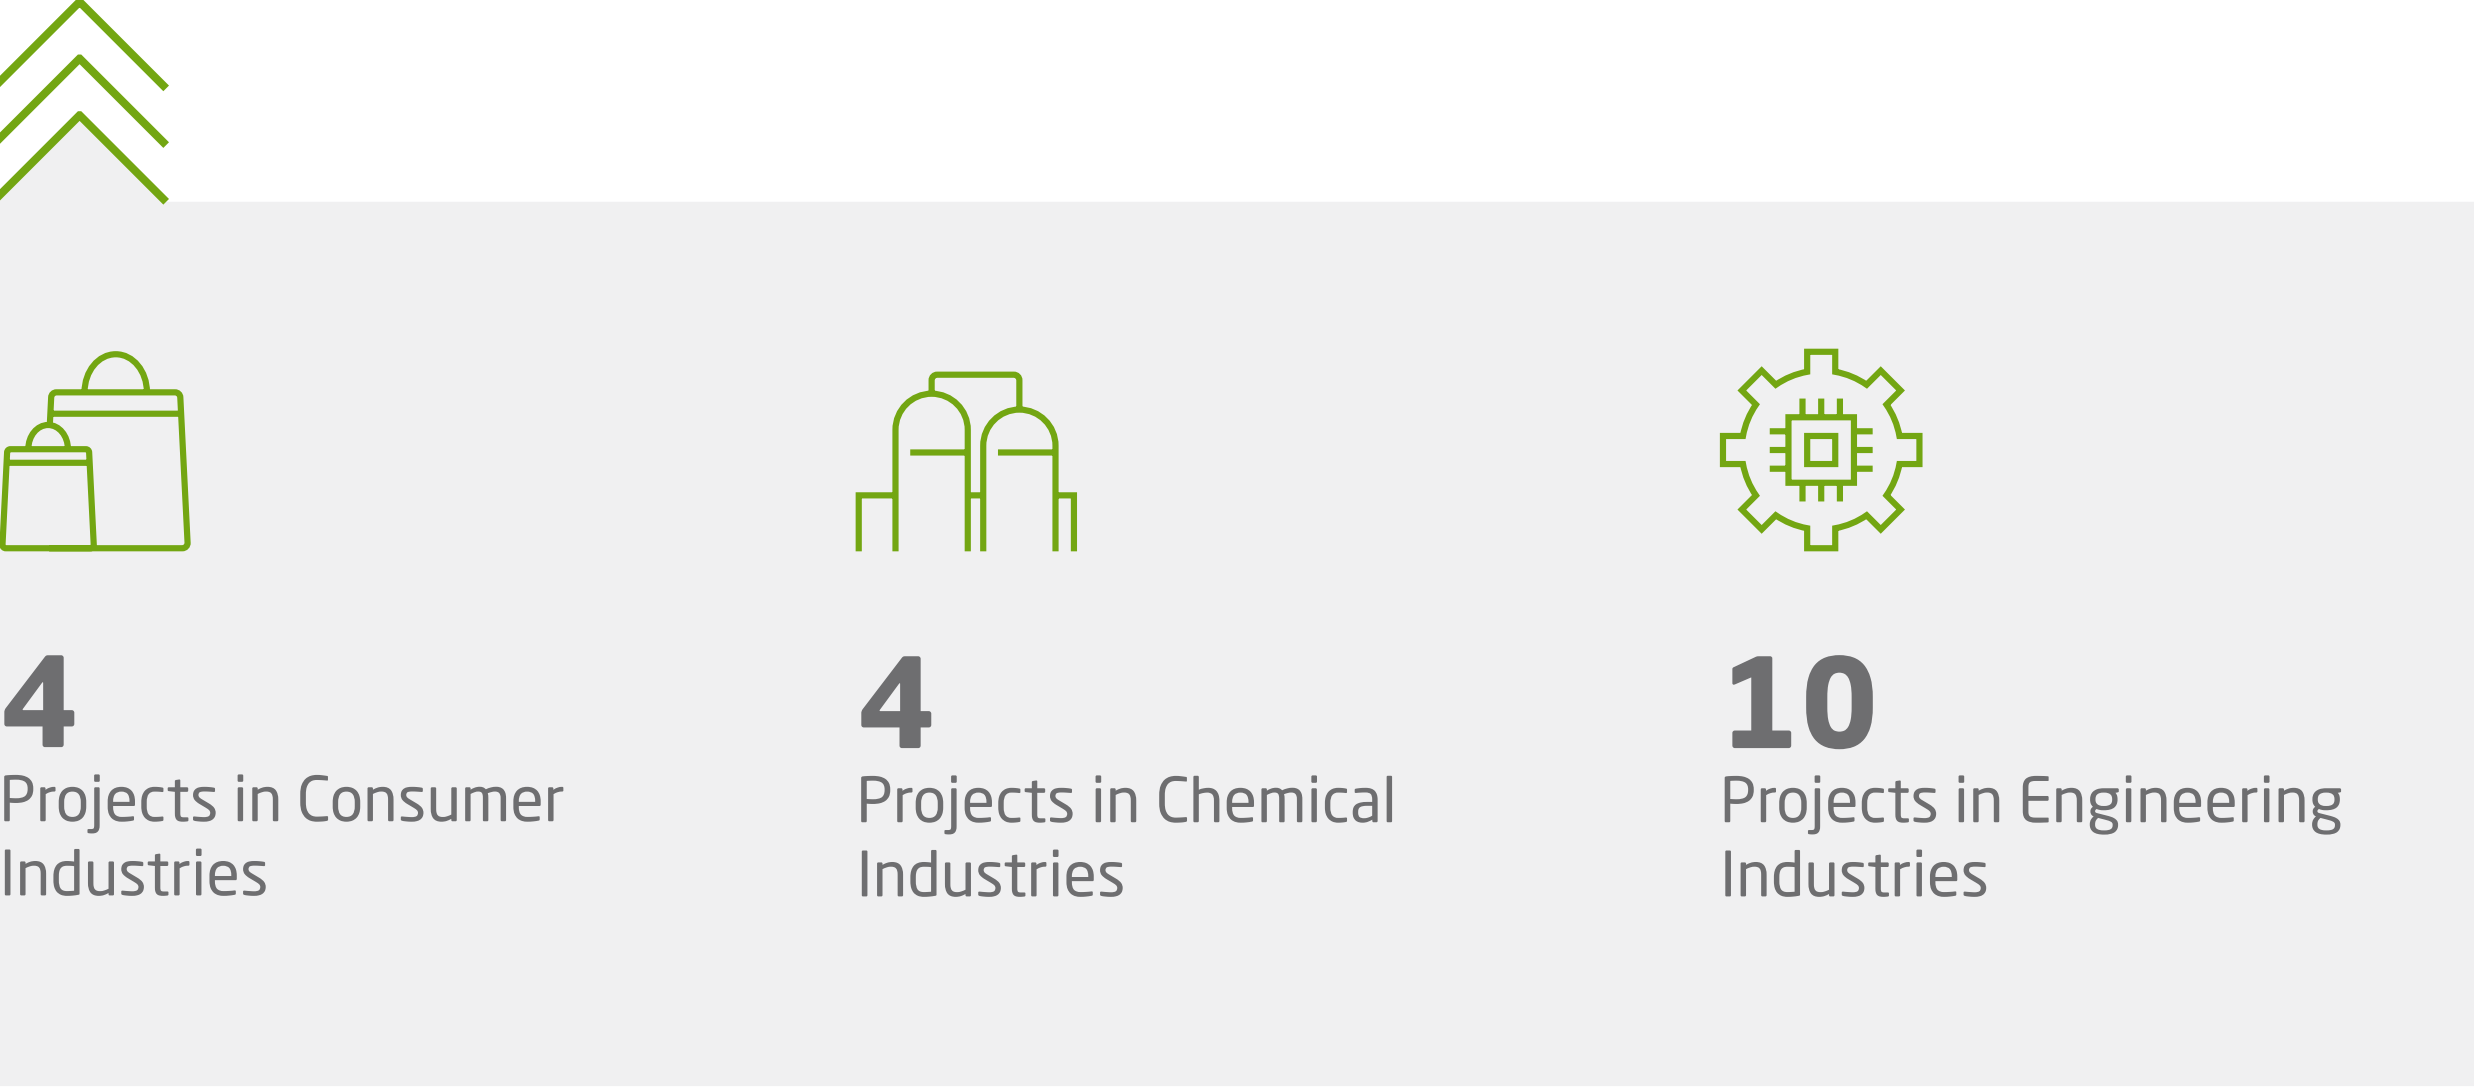 4
Projects in Consumer
Industries
4
Projects in Chemical
Industries
10
Projects in Engineering
Industries